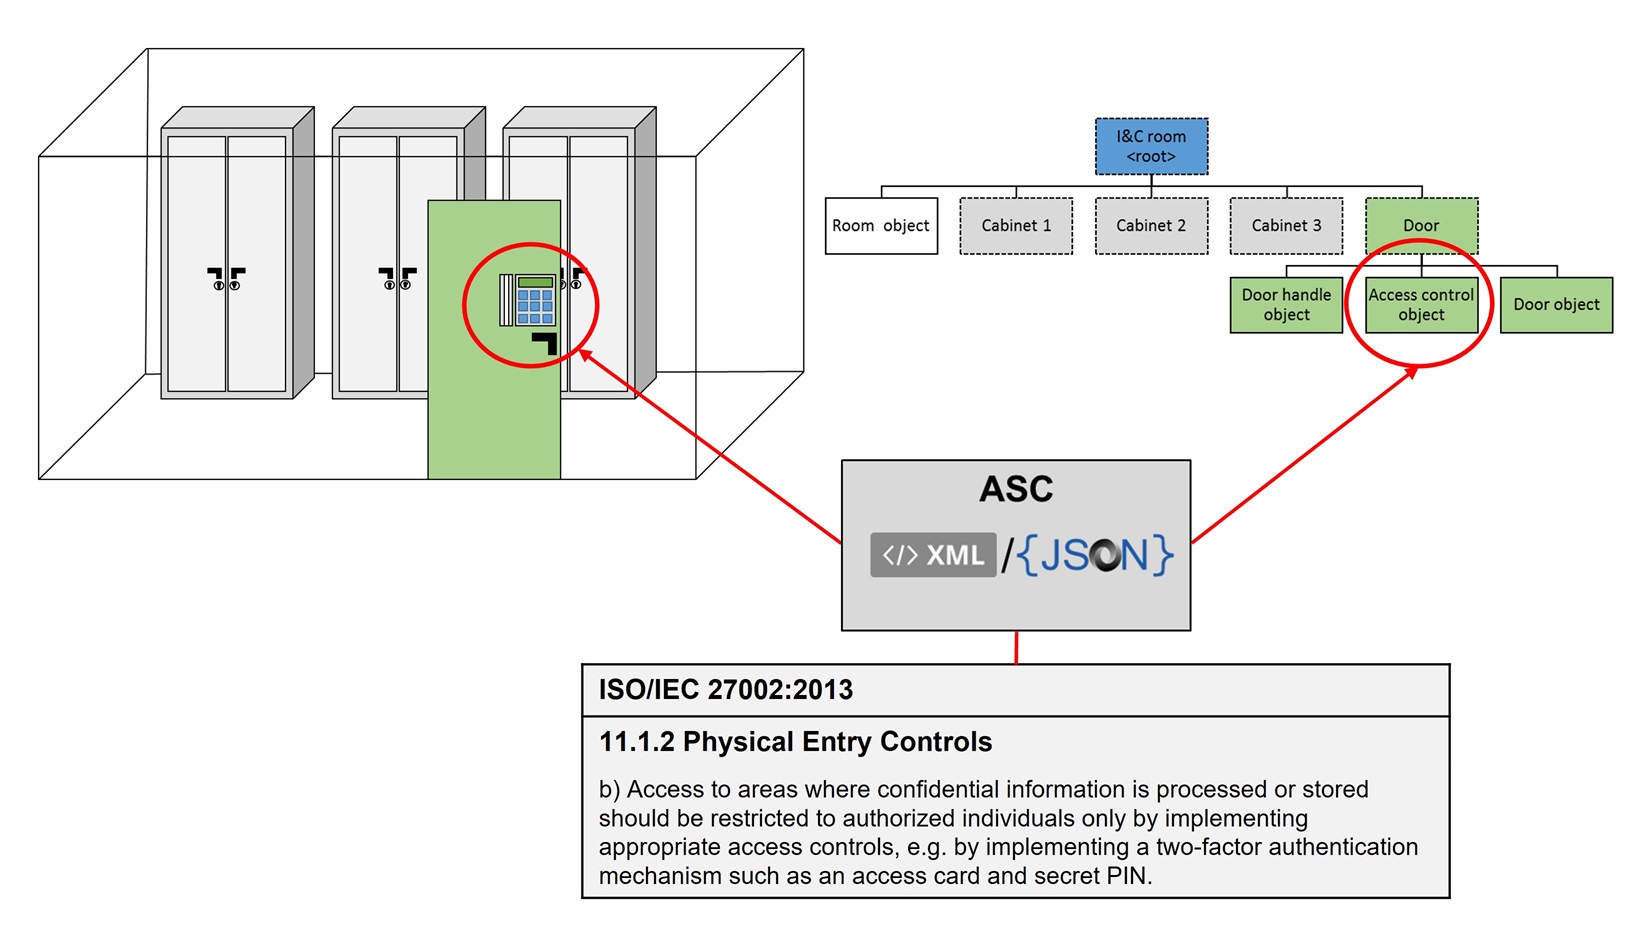 I&C room
<root>
Room object
Cabinet 1
Cabinet 2
Cabinet 3
Door
Door handle
object
Access control
object
Door object
ASC
</> XML /{JSON}
ISO/IEC 27002:2013
11.1.2 Physical Entry Controls
b) Access to areas where confidential information is processed or stored
should be restricted to authorized individuals only by implementing
appropriate access controls, e.g. by implementing a two-factor authentication
mechanism such as an access card and secret PIN.